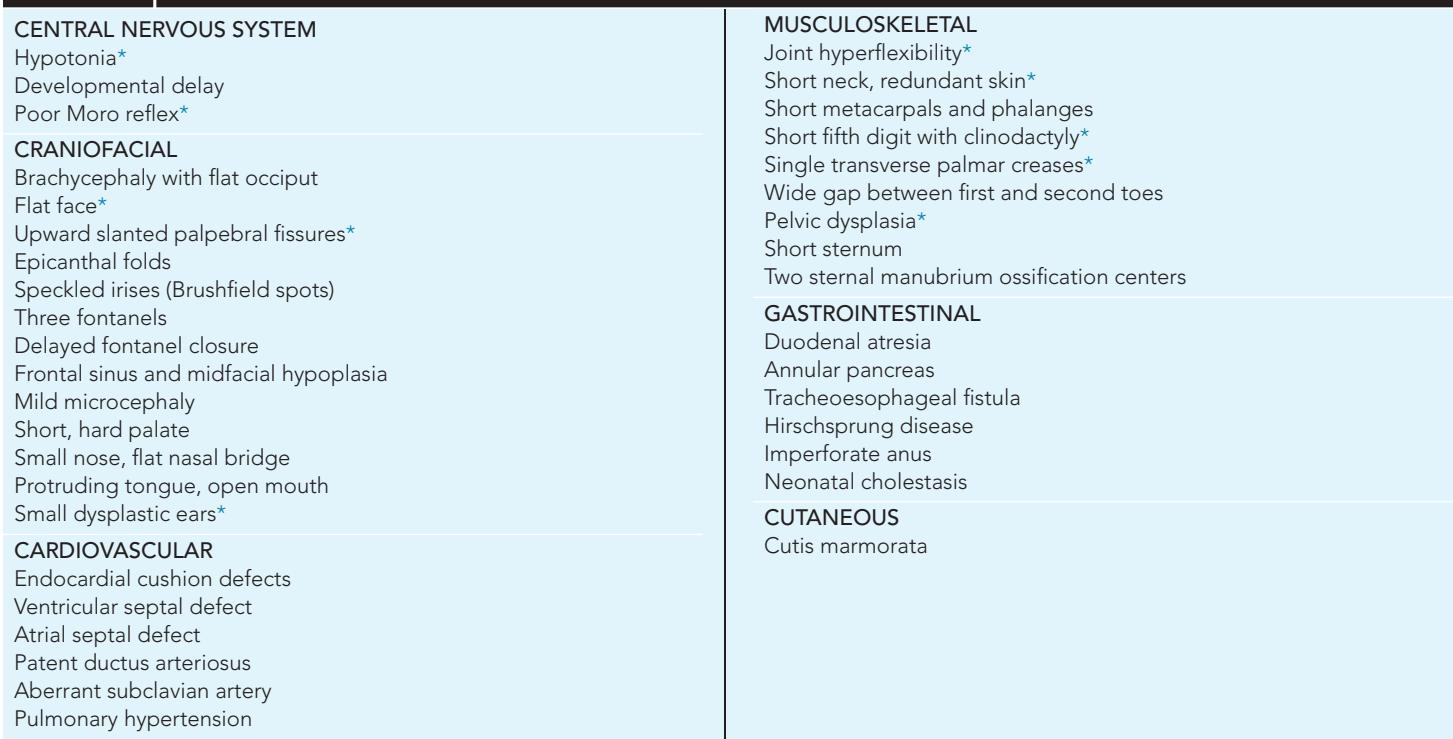 CENTRAL NERVOUS SYSTEM
Hypotonia*
Developmental delay
Poor Moro reflex*
CRANIOFACIAL
Brachycephaly with flat occiput
Flat face*
Upward slanted palpebral fissures*
Epicanthal folds
Speckled irises (Brushfield spots)
Three fontanels
Delayed fontanel closure
Frontal sinus and midfacial hypoplasia
Mild microcephaly
Short, hard palate
Small nose, flat nasal bridge
Protruding tongue, open mouth
Small dysplastic ears*
CARDIOVASCULAR
Endocardial cushion defects
Ventricular septal defect
Atrial septal defect
Patent ductus arteriosus
Aberrant subclavian artery
Pulmonary hypertension
MUSCULOSKELETAL
Joint hyperflexibility*
Short neck, redundant skin*
Short metacarpals and phalanges
Short fifth digit with clinodactyly*
Single transverse palmar creases*
Wide gap between first and second toes
Pelvic dysplasia*
Short sternum
Two sternal manubrium ossification centers
GASTROINTESTINAL
Duodenal atresia
Annular pancreas
Tracheoesophageal fistula
Hirschsprung disease
Imperforate anus
Neonatal cholestasis
CUTANEOUS
Cutis marmorata